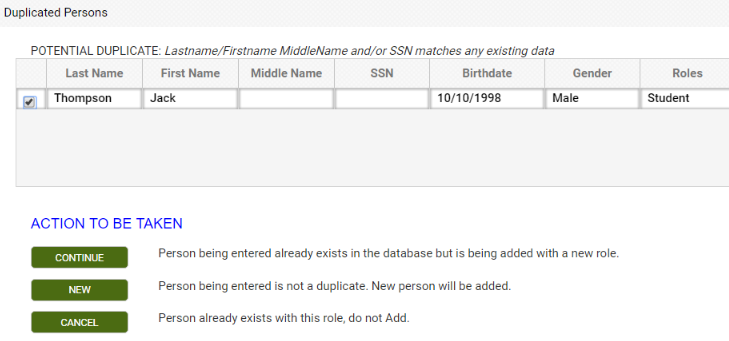 Duplicated Persons
POTENTIAL DUPLICATE: Lastname/Firstname MiddleName and/or SSN matches any existing data
Last Name First Name Middle Name SSN Birthdate Gender Roles
Thompson Jack 10/10/1998 Male Student
ACTION TO BE TAKEN
CONTINUE Person being entered already exists in the database but is being added with a new role.
NEW Person being entered is not a duplicate. New person will be added.
CANCEL Person already exists with this role, do not Add.